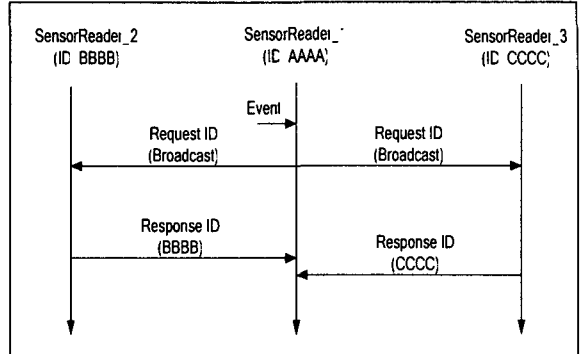 SensorReader_2
(ID BBBB)
SensorReader_1
(ID AAAA)
SensorReader_3
(ID CCCC)
Event
Request ID
(Broadcast)
Request ID
(Broadcast)
Response ID
(BBBB)
Response ID
(CCCC)